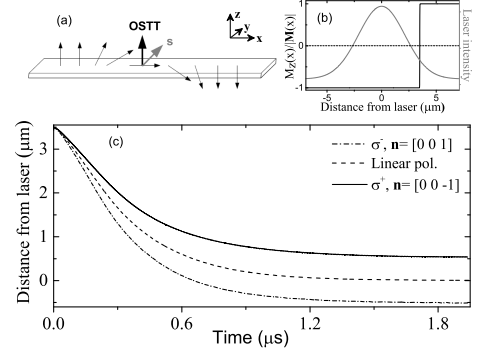 (a)
OSTT
s
z
y
x
(b)
Mz(x)/|M(x)|
1
0
-1
-5
0
5
Distance from laser (μm)
Laser intensity
(c)
σ-, n= [0 0 1]
Linear pol.
σ+, n= [0 0 -1]
Distance from laser (μm)
3
2
1
0
0.0
0.6
1.2
1.8
Time (μs)